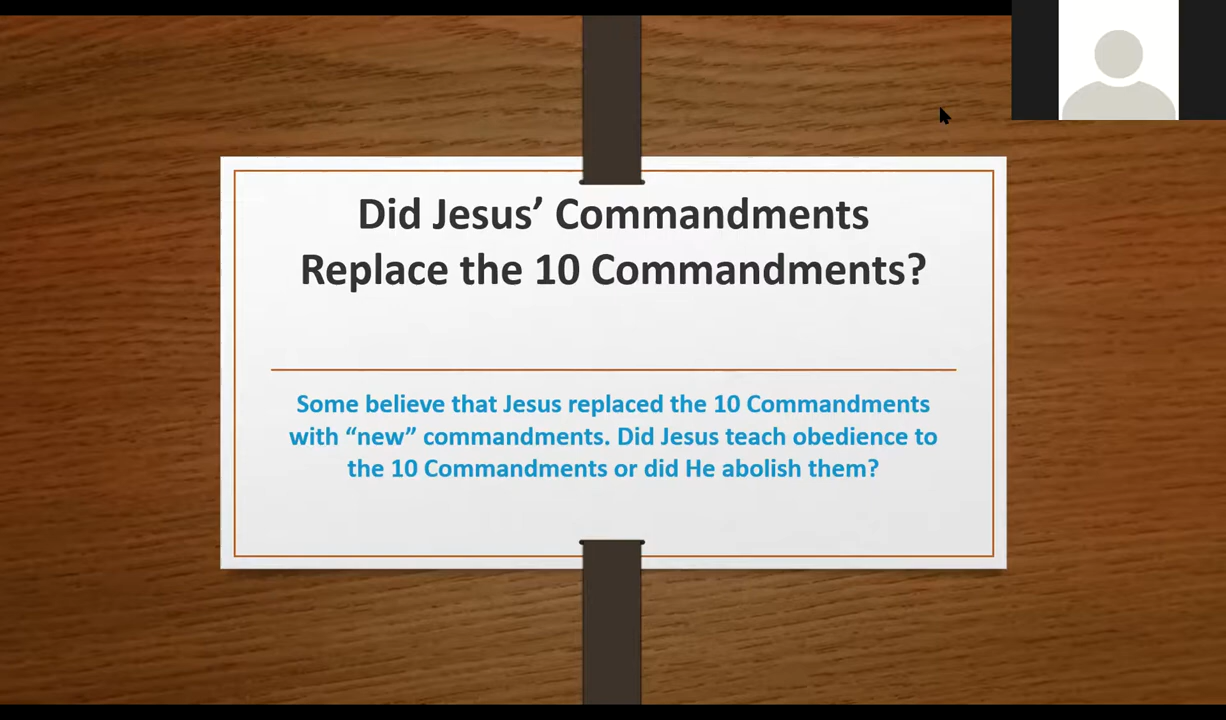 Did Jesus’ Commandments
Replace the 10 Commandments?
Some believe that Jesus replaced the 10 Commandments
with “new” commandments. Did Jesus teach obedience to
the 10 Commandments or did He abolish them?